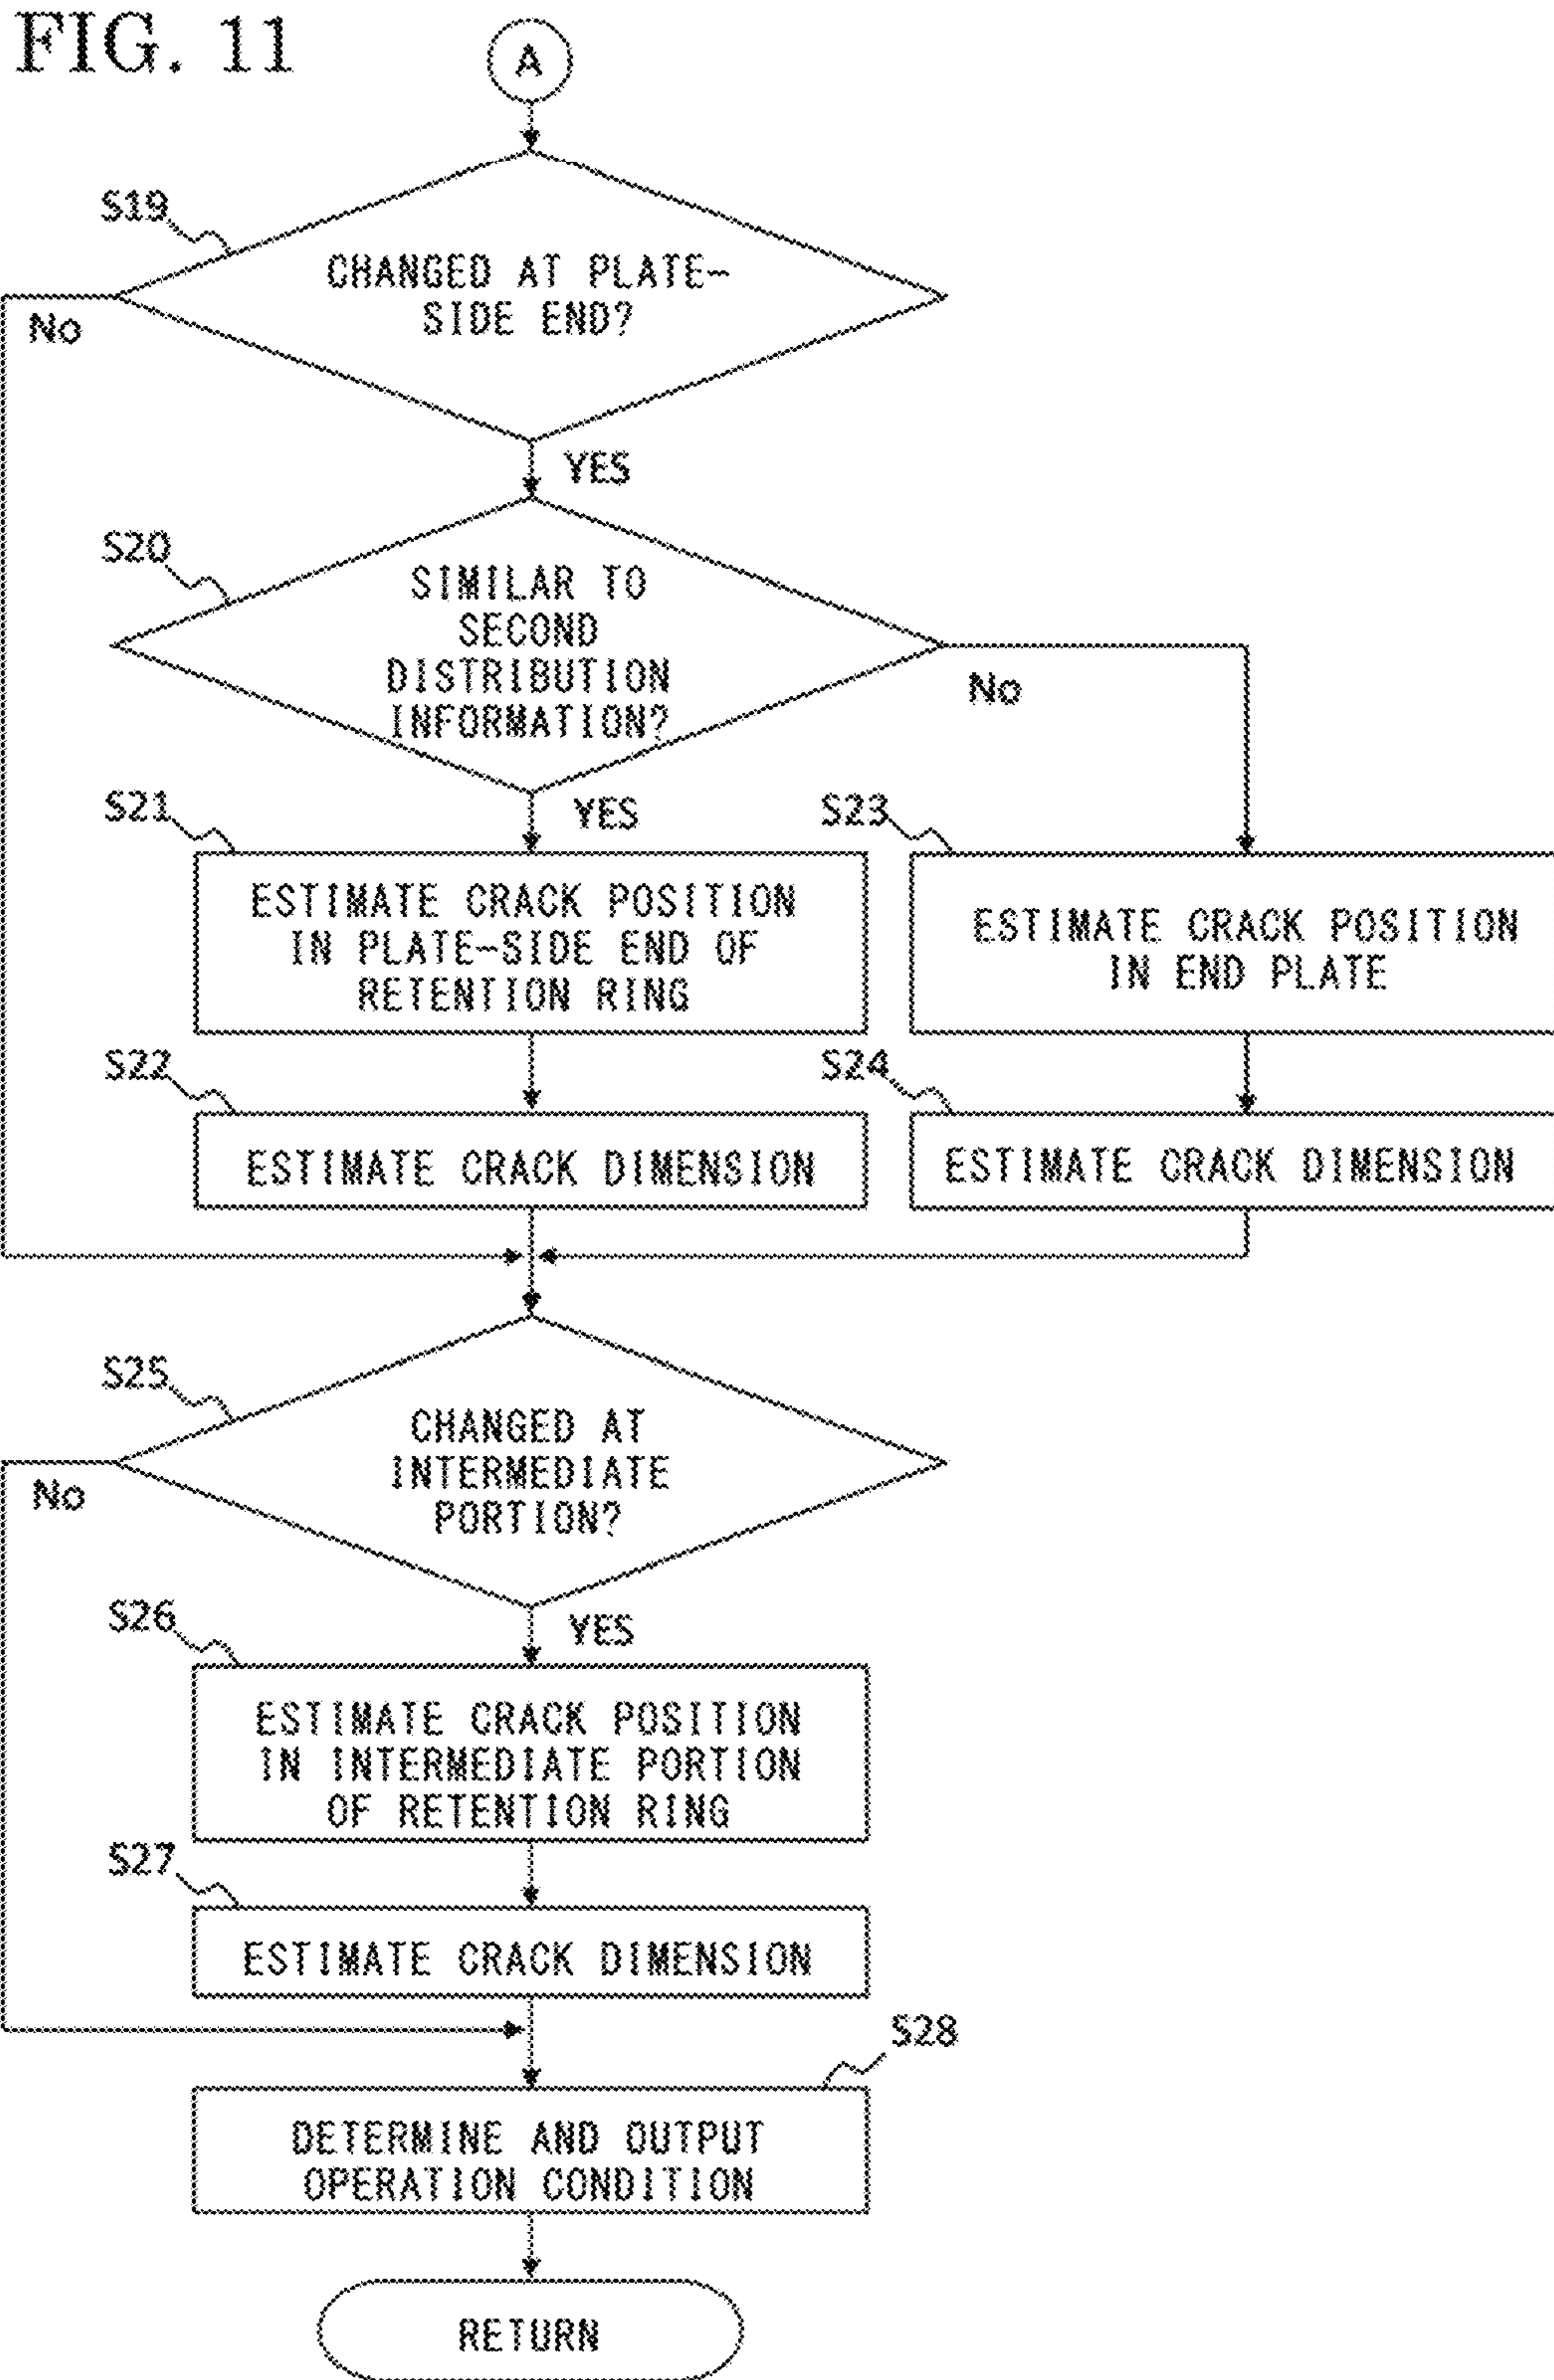 FIG. 11
A
S19
CHANGED AT PLATE-
SIDE END?
No
YES
S20
SIMILAR TO
SECOND
DISTRIBUTION
INFORMATION?
No
YES
S21
ESTIMATE CRACK POSITION
IN PLATE-SIDE END OF
RETENTION RING
S23
ESTIMATE CRACK POSITION
IN END PLATE
S22
ESTIMATE CRACK DIMENSION
S24
ESTIMATE CRACK DIMENSION
S25
CHANGED AT
INTERMEDIATE
PORTION?
No
YES
S26
ESTIMATE CRACK POSITION
IN INTERMEDIATE PORTION
OF RETENTION RING
S27
ESTIMATE CRACK DIMENSION
S28
DETERMINE AND OUTPUT
OPERATION CONDITION
RETURN